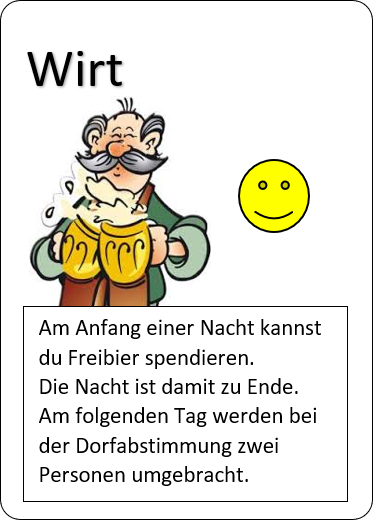 Wirt
Am Anfang einer Nacht kannst
du Freibier spendieren.
Die Nacht ist damit zu Ende.
Am folgenden Tag werden bei
der Dorfabstimmung zwei
Personen umgebracht.